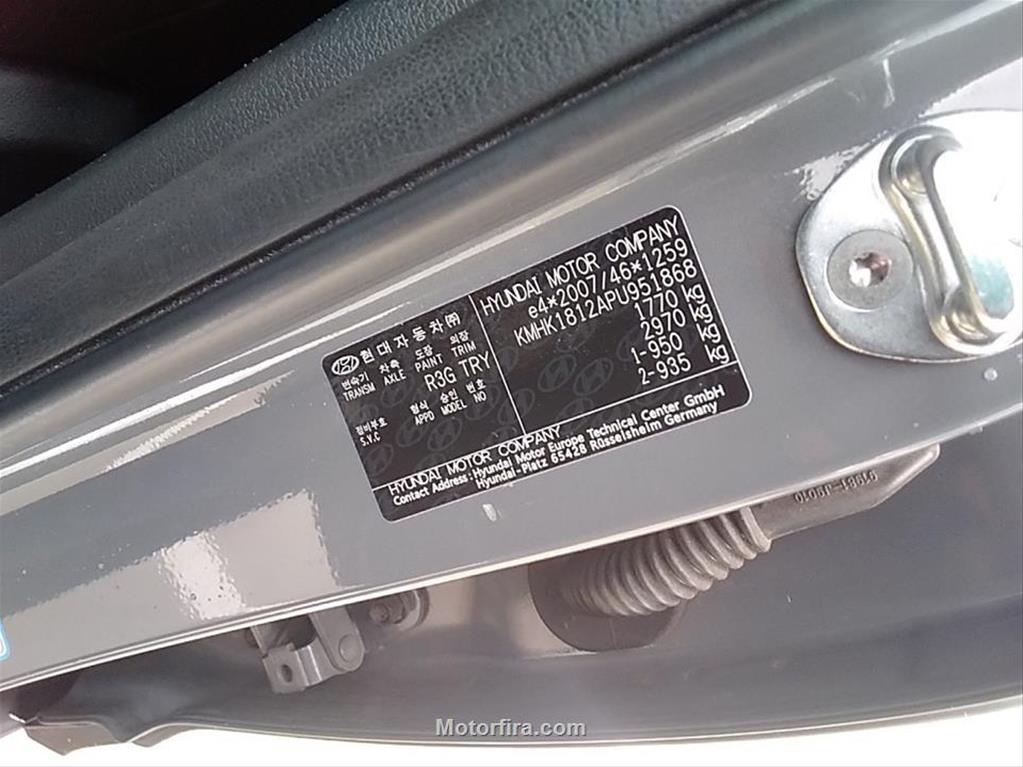 HYUNDAI MOTOR COMPANY
e4*2007/46*1259
KMHK1812APU951868
1770 kg
2970 kg
1-950 kg
2-935 kg
현대자동차㈜
변속기 차축 도장 의장
TRANSM AXLE PAINT TRIM
R3G TRY
정비부호 형식 승인 번호
S.V.C APPD MODEL NO
HYUNDAI MOTOR COMPANY
Contact Address: Hyundai Motor Europe Technical Center GmbH
Hyundai-Platz 65428 Rüsselsheim Germany
Motorfira.com